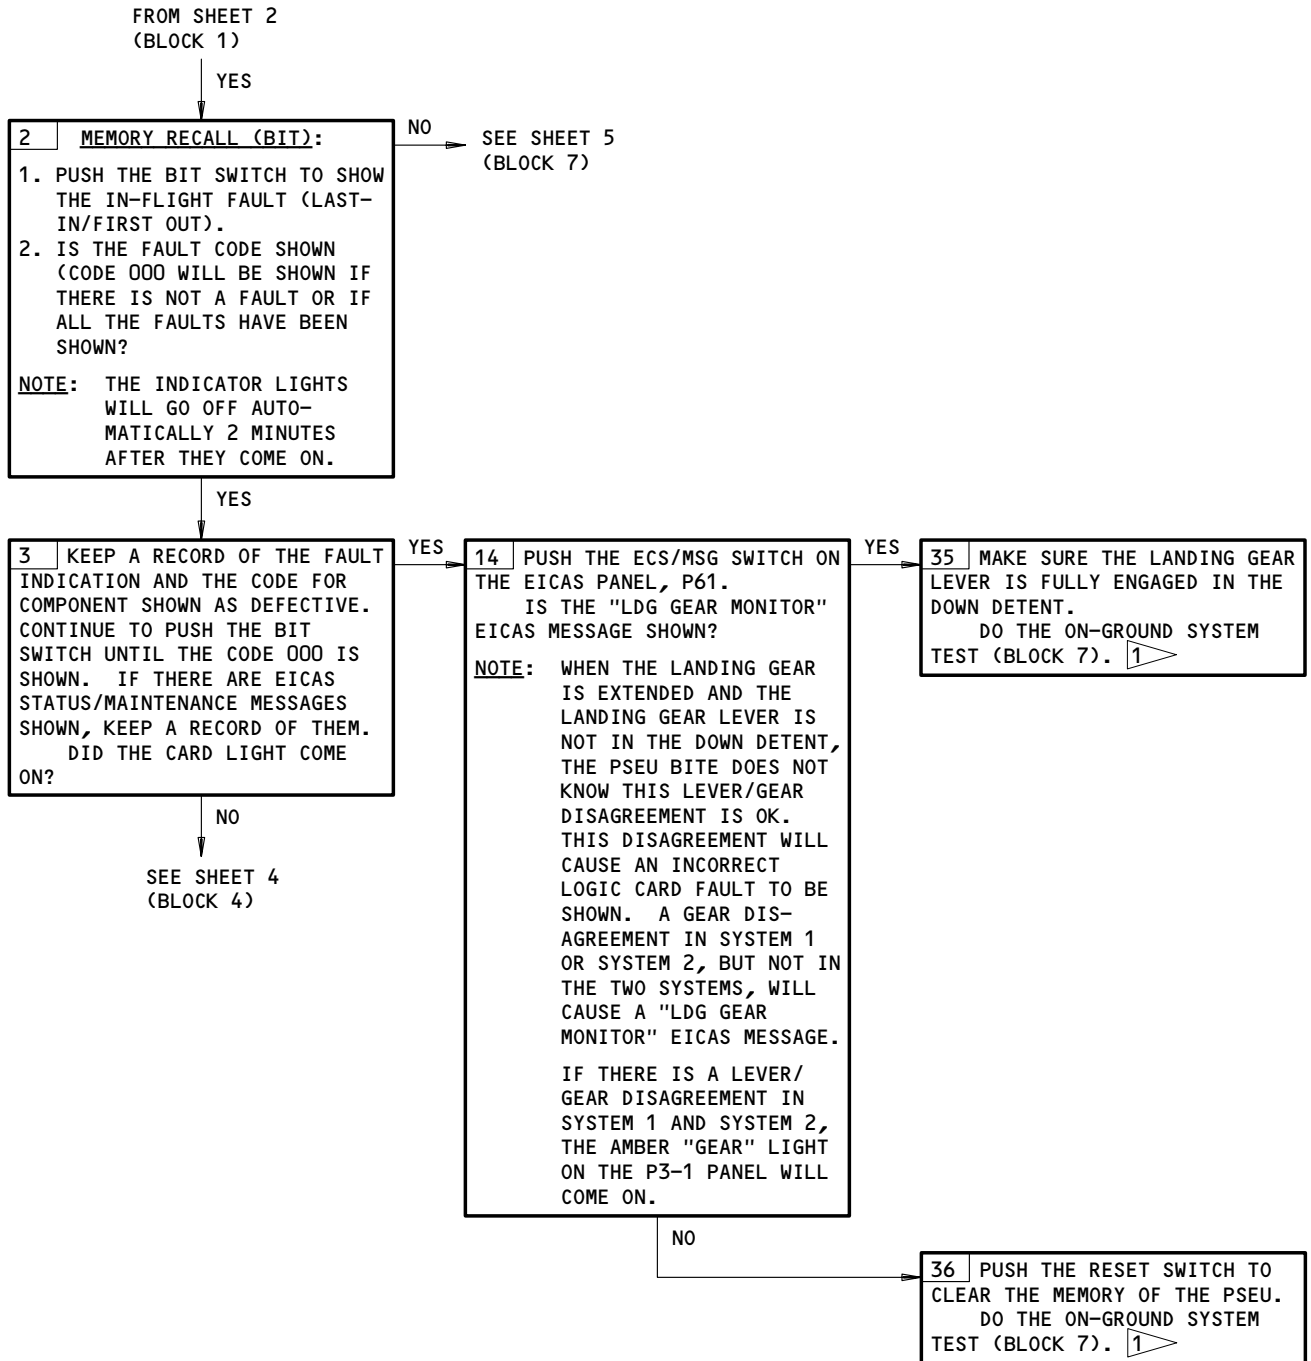 FROM SHEET 2
(BLOCK 1)
YES
2 MEMORY RECALL (BIT):
1. PUSH THE BIT SWITCH TO SHOW
THE IN-FLIGHT FAULT (LAST-
IN/FIRST OUT).
2. IS THE FAULT CODE SHOWN
(CODE 000 WILL BE SHOWN IF
THERE IS NOT A FAULT OR IF
ALL THE FAULTS HAVE BEEN
SHOWN?
NOTE: THE INDICATOR LIGHTS
WILL GO OFF AUTO-
MATICALLY 2 MINUTES
AFTER THEY COME ON.
NO
SEE SHEET 5
(BLOCK 7)
YES
3 KEEP A RECORD OF THE FAULT
INDICATION AND THE CODE FOR
COMPONENT SHOWN AS DEFECTIVE.
CONTINUE TO PUSH THE BIT
SWITCH UNTIL THE CODE 000 IS
SHOWN. IF THERE ARE EICAS
STATUS/MAINTENANCE MESSAGES
SHOWN, KEEP A RECORD OF THEM.
DID THE CARD LIGHT COME
ON?
NO
SEE SHEET 4
(BLOCK 4)
YES
14 PUSH THE ECS/MSG SWITCH ON
THE EICAS PANEL, P61.
IS THE "LDG GEAR MONITOR"
EICAS MESSAGE SHOWN?
NOTE: WHEN THE LANDING GEAR
IS EXTENDED AND THE
LANDING GEAR LEVER IS
NOT IN THE DOWN DETENT,
THE PSEU BITE DOES NOT
KNOW THIS LEVER/GEAR
DISAGREEMENT IS OK.
THIS DISAGREEMENT WILL
CAUSE AN INCORRECT
LOGIC CARD FAULT TO BE
SHOWN. A GEAR DIS-
AGREEMENT IN SYSTEM 1
OR SYSTEM 2, BUT NOT IN
THE TWO SYSTEMS, WILL
CAUSE A "LDG GEAR
MONITOR" EICAS MESSAGE.
IF THERE IS A LEVER/
GEAR DISAGREEMENT IN
SYSTEM 1 AND SYSTEM 2,
THE AMBER "GEAR" LIGHT
ON THE P3-1 PANEL WILL
COME ON.
YES
35 MAKE SURE THE LANDING GEAR
LEVER IS FULLY ENGAGED IN THE
DOWN DETENT.
DO THE ON-GROUND SYSTEM
TEST (BLOCK 7). 1
NO
36 PUSH THE RESET SWITCH TO
CLEAR THE MEMORY OF THE PSEU.
DO THE ON-GROUND SYSTEM
TEST (BLOCK 7). 1